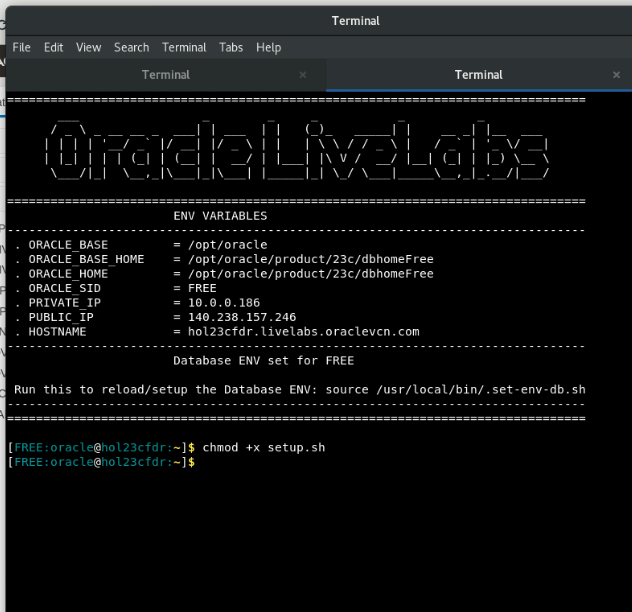 Terminal
File Edit View Search Terminal Tabs Help
Terminal × Terminal ×
================================================================================
Oracle LiveLabs
================================================================================
ENV VARIABLES
--------------------------------------------------------------------------------
. ORACLE_BASE = /opt/oracle
. ORACLE_BASE_HOME = /opt/oracle/product/23c/dbhomeFree
. ORACLE_HOME = /opt/oracle/product/23c/dbhomeFree
. ORACLE_SID = FREE
. PRIVATE_IP = 10.0.0.186
. PUBLIC_IP = 140.238.157.246
. HOSTNAME = hol23cfdr.livelabs.oraclevcn.com
--------------------------------------------------------------------------------
Database ENV set for FREE
Run this to reload/setup the Database ENV: source /usr/local/bin/.set-env-db.sh
--------------------------------------------------------------------------------
================================================================================
[FREE:oracle@hol23cfdr:~]$ chmod +x setup.sh
[FREE:oracle@hol23cfdr:~]$